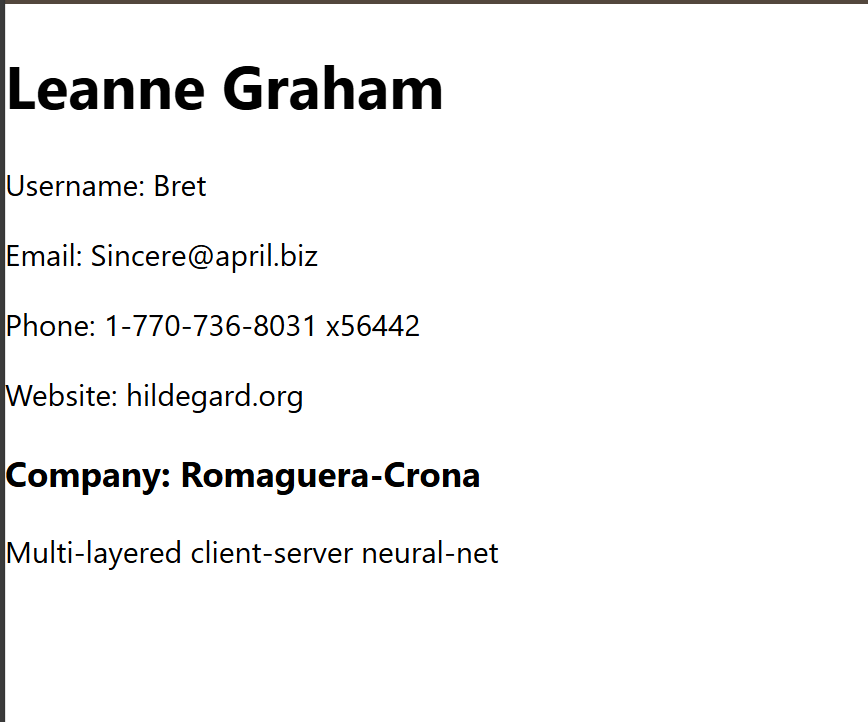 Leanne Graham
Username: Bret
Email: Sincere@april.biz
Phone: 1-770-736-8031 x56442
Website: hildegard.org
Company: Romaguera-Crona
Multi-layered client-server neural-net